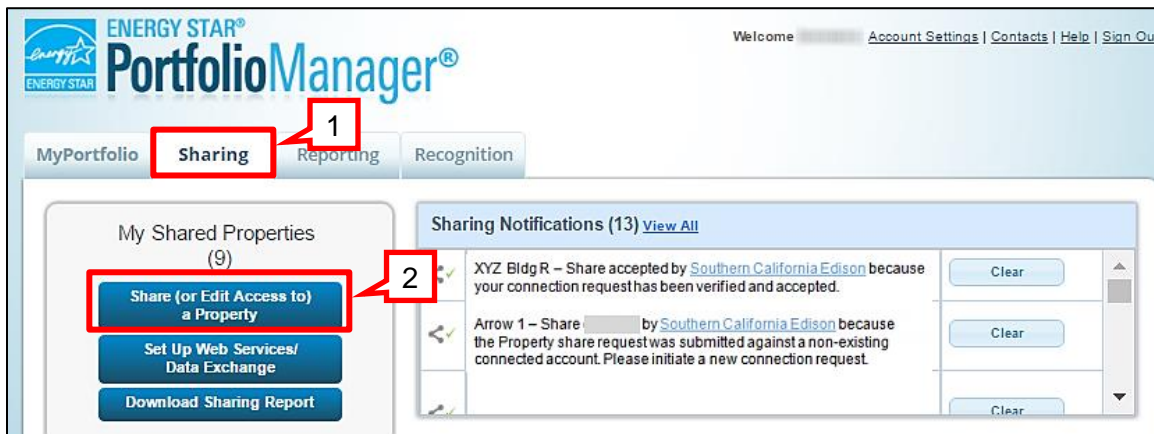 ENERGY STAR®
energy
ENERGY STAR
PortfolioManager®
Welcome Account Settings | Contacts | Help | Sign Ou
1
MyPortfolio Sharing Reporting Recognition
My Shared Properties
(9)
2
Share (or Edit Access to)
a Property
Set Up Web Services/
Data Exchange
Download Sharing Report
Sharing Notifications (13) View All
XYZ Bldg R – Share accepted by Southern California Edison because
your connection request has been verified and accepted.
Clear
Arrow 1 – Share by Southern California Edison because
the Property share request was submitted against a non-existing
connected account. Please initiate a new connection request.
Clear
Clear